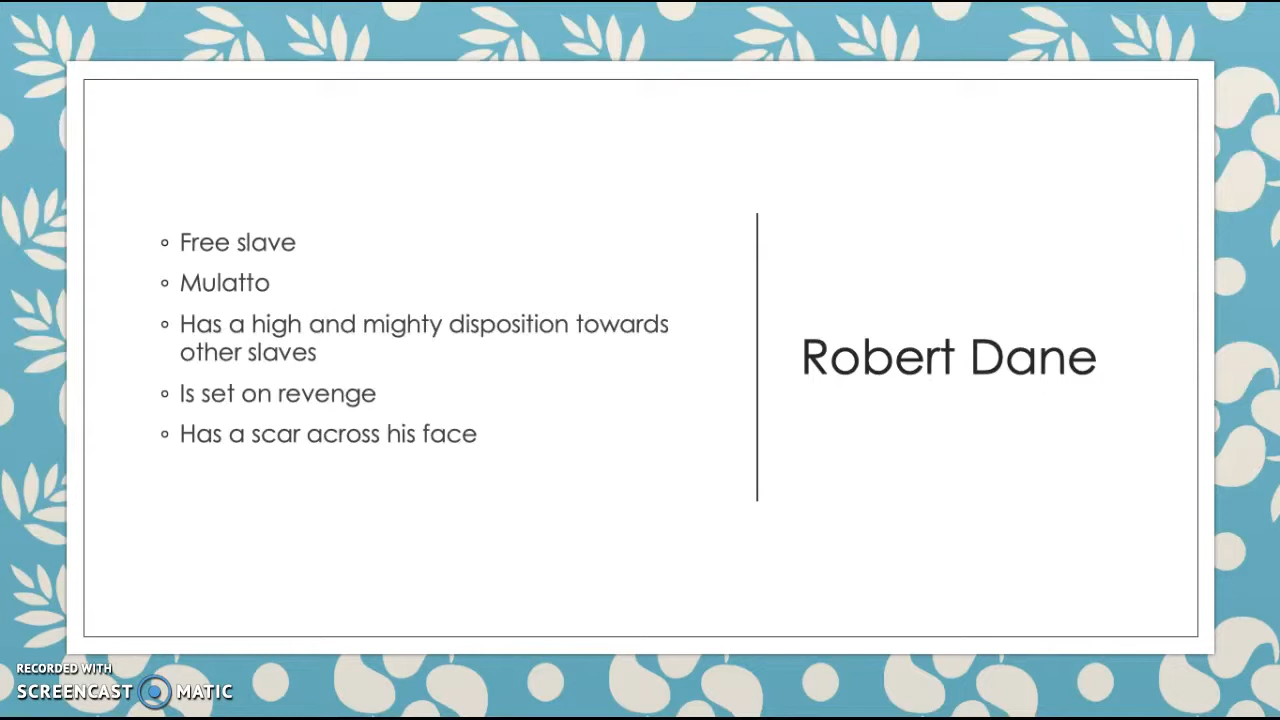 Free slave
Mulatto
Has a high and mighty disposition towards
other slaves
Is set on revenge
Has a scar across his face
Robert Dane
RECORDED WITH
SCREENCAST MATIC